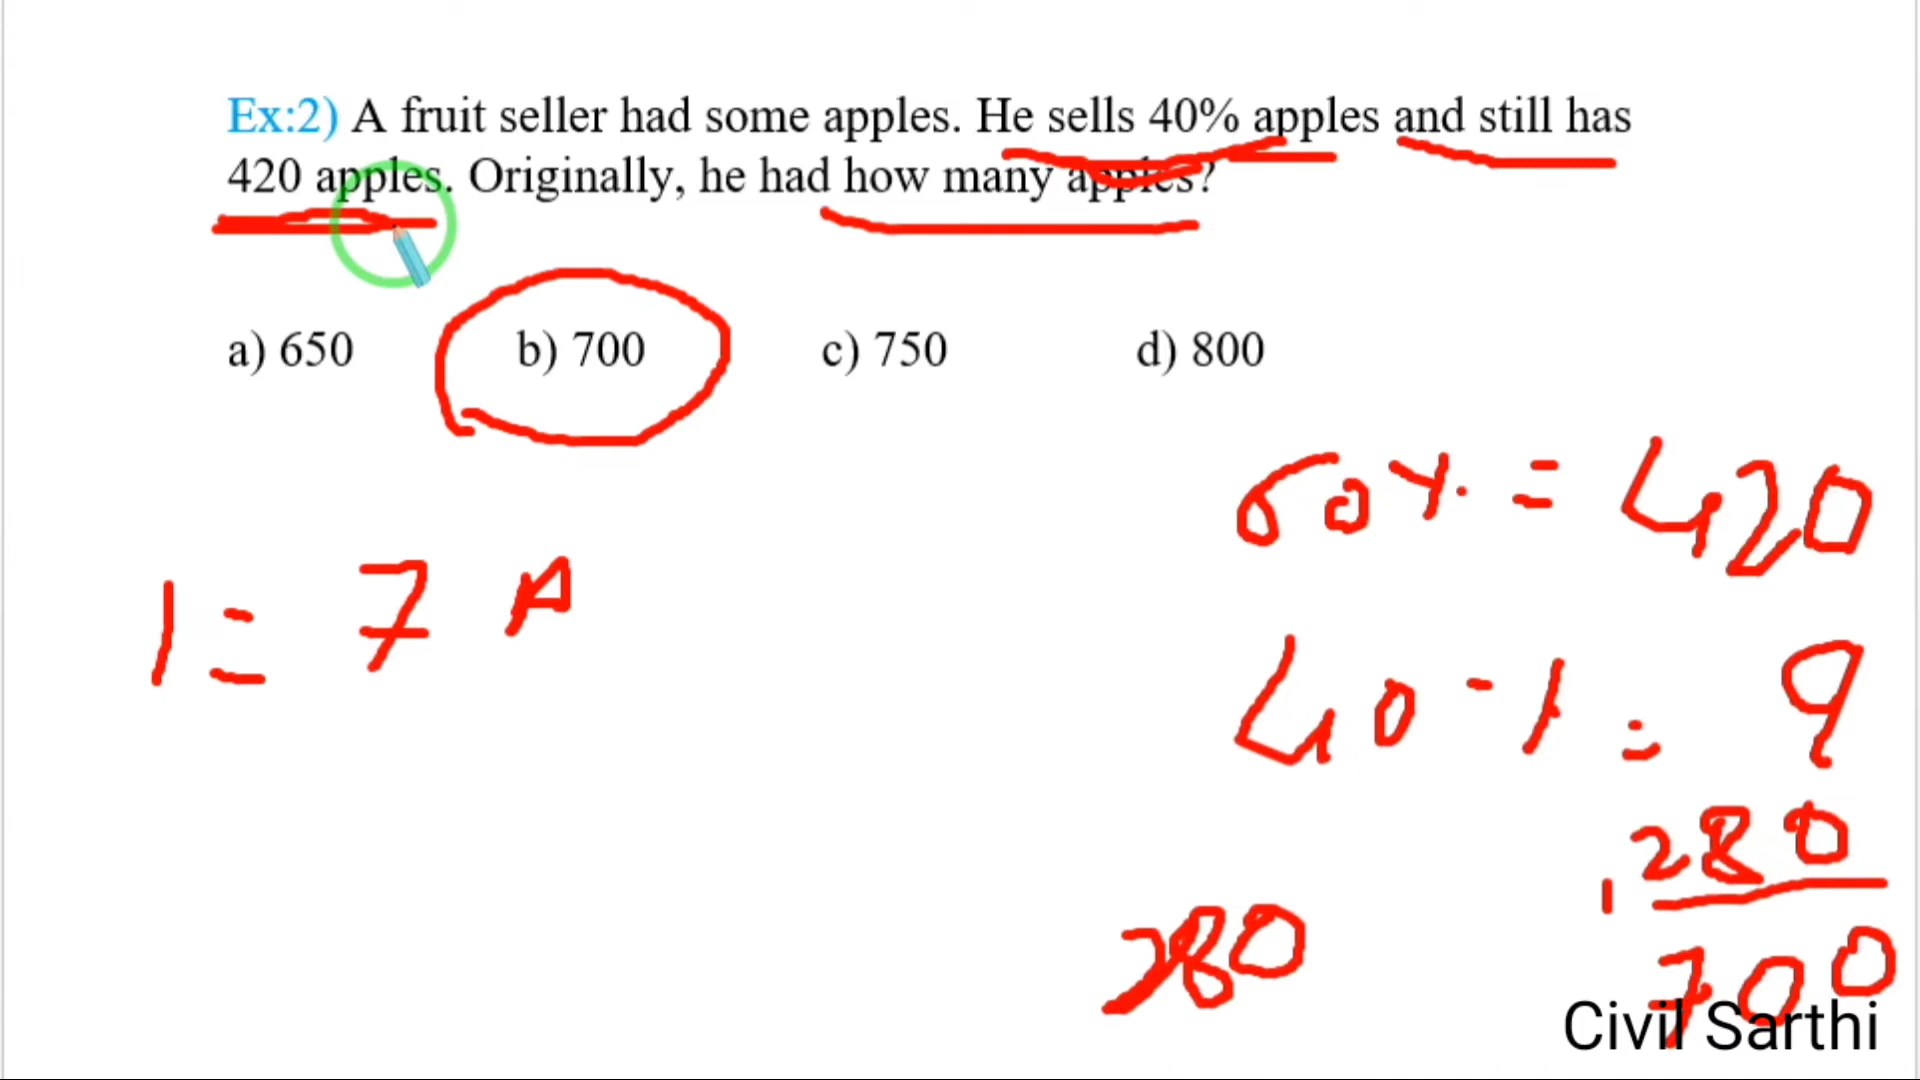 Ex:2) A fruit seller had some apples. He sells 40% apples and still has
420 apples. Originally, he had how many apples?
a) 650 b) 700 c) 750 d) 800
60% = 420
1 = 7 A
40% = ?
280
280
1
700
Civil Sarthi